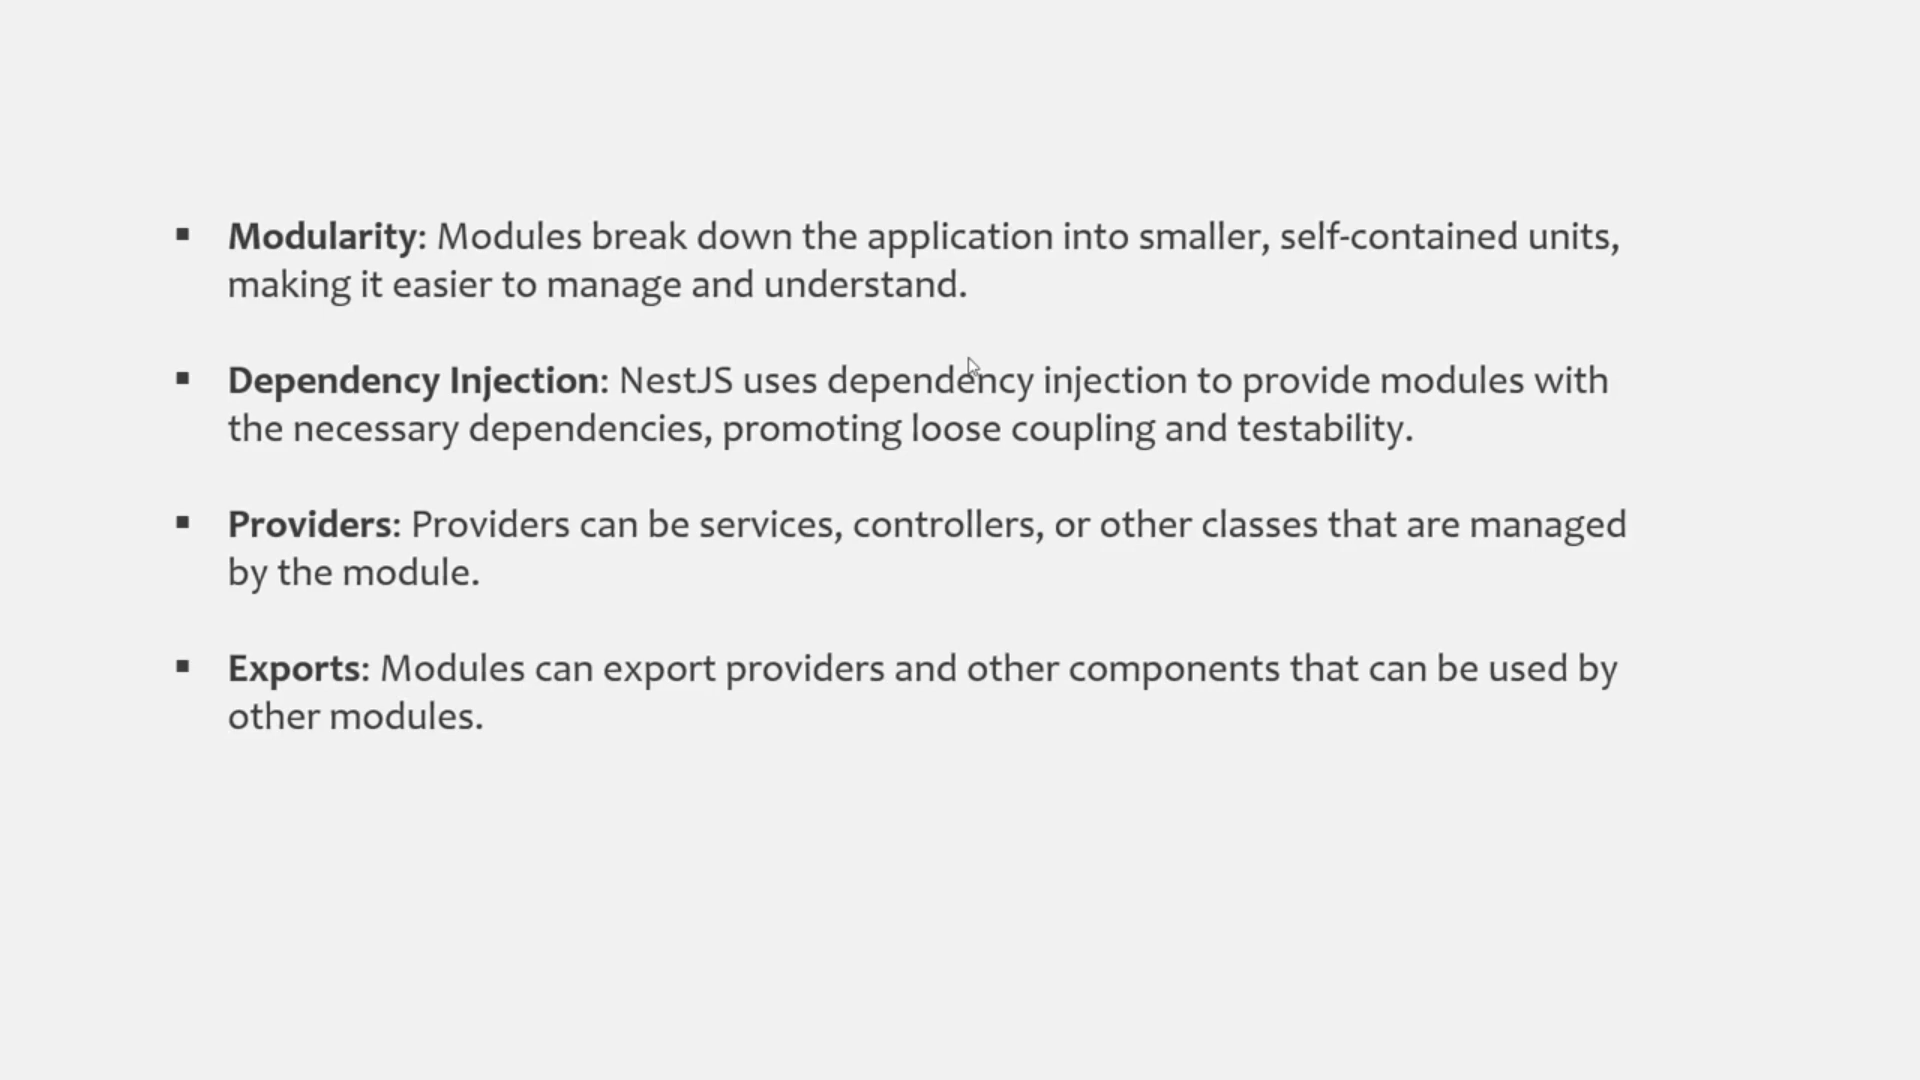 ▪ Modularity: Modules break down the application into smaller, self-contained units,
making it easier to manage and understand.
▪ Dependency Injection: NestJS uses dependency injection to provide modules with
the necessary dependencies, promoting loose coupling and testability.
▪ Providers: Providers can be services, controllers, or other classes that are managed
by the module.
▪ Exports: Modules can export providers and other components that can be used by
other modules.